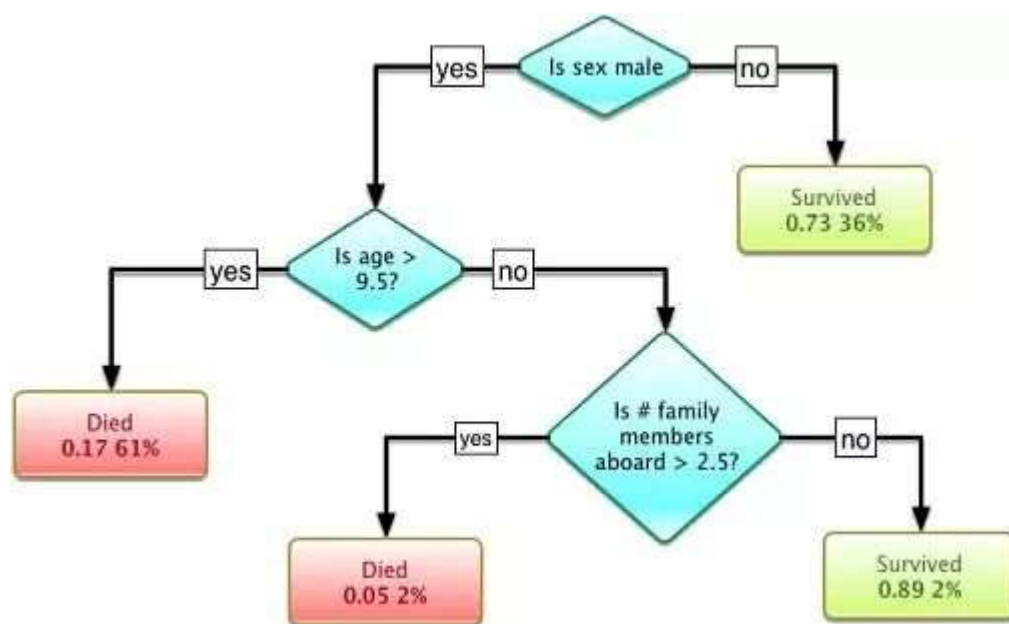 Is sex male
yes
no
Survived
0.73 36%
Is age >
9.5?
yes
no
Died
0.17 61%
Is # family
members
aboard > 2.5?
yes
no
Died
0.05 2%
Survived
0.89 2%